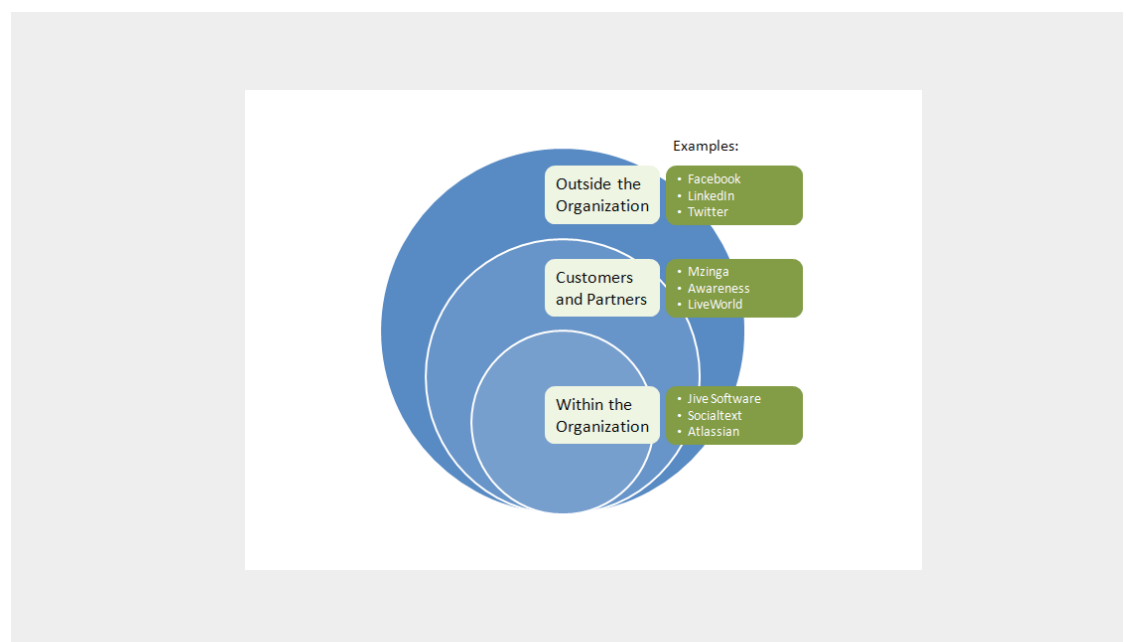 Examples:
Outside the
Organization
• Facebook
• LinkedIn
• Twitter
Customers
and Partners
• Mzinga
• Awareness
• LiveWorld
Within the
Organization
• Jive Software
• Socialtext
• Atlassian